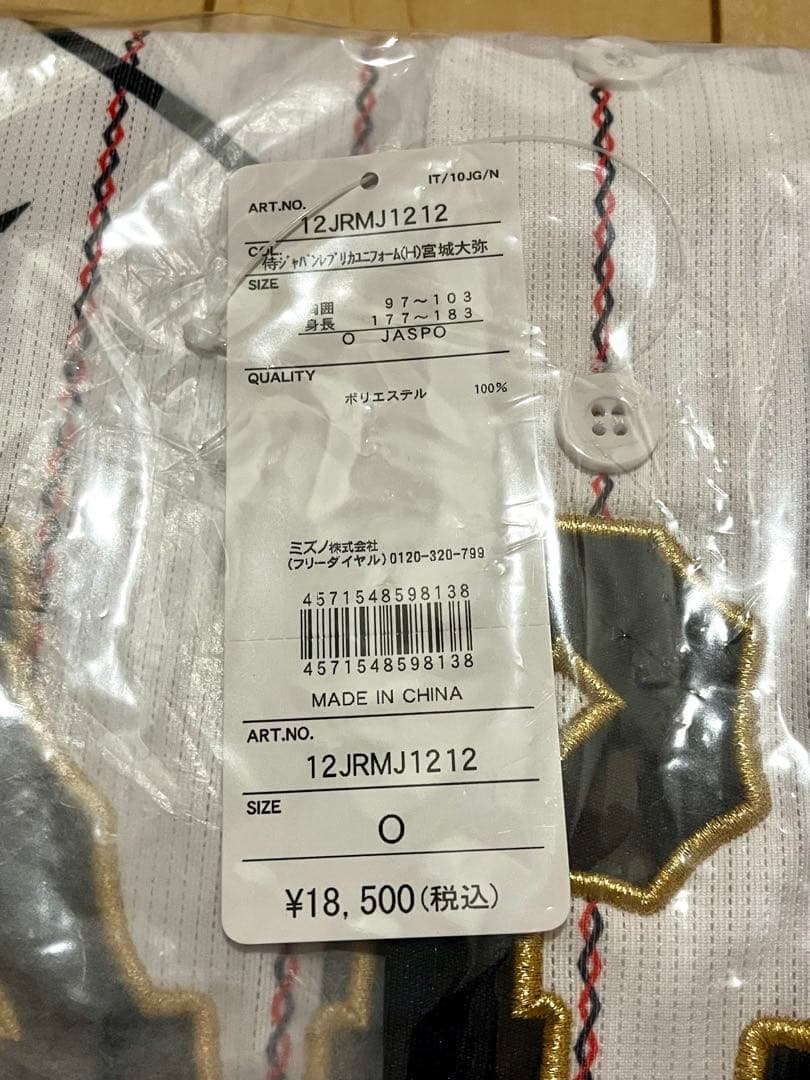 IT/10JG/N
ART.NO.
12JRMJ1212
COL.
侍ジャパンレプリカユニフォーム(H)宮城大弥
SIZE
胸囲 97～103
身長 177～183
O JASPO
QUALITY
ポリエステル 100%
ミズノ株式会社
(フリーダイヤル)0120-320-799
4571548598138
4571548598138
MADE IN CHINA
ART.NO.
12JRMJ1212
SIZE
O
¥18,500(税込)